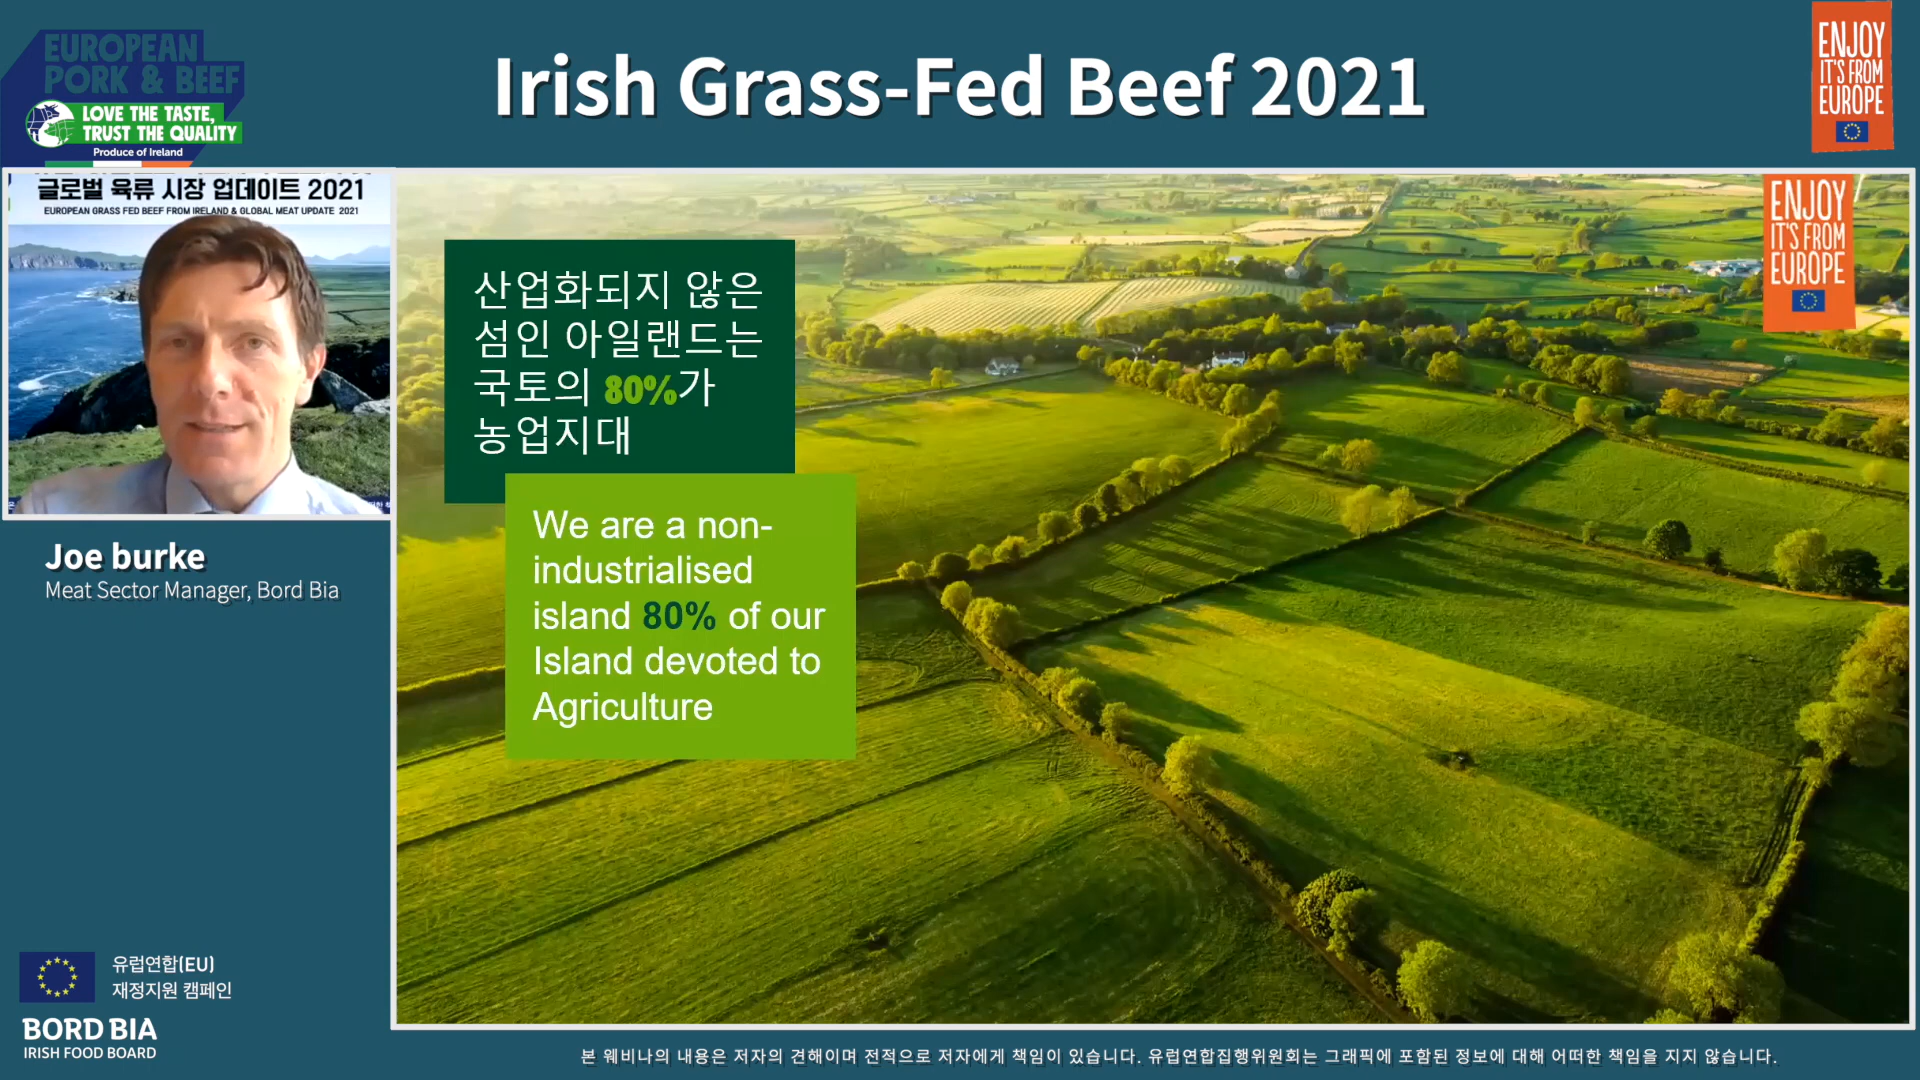 EUROPEAN
PORK & BEEF
LOVE THE TASTE,
TRUST THE QUALITY
Produce of Ireland
Irish Grass-Fed Beef 2021
ENJOY
IT'S FROM
EUROPE
글로벌 육류 시장 업데이트 2021
EUROPEAN GRASS FED BEEF FROM IRELAND & GLOBAL MEAT UPDATE 2021
Joe burke
Meat Sector Manager, Bord Bia
산업화되지 않은
섬인 아일랜드는
국토의 80%가
농업지대
We are a non-
industrialised
island 80% of our
Island devoted to
Agriculture
ENJOY
IT'S FROM
EUROPE
유럽연합(EU)
재정지원 캠페인
BORD BIA
IRISH FOOD BOARD
본 웨비나의 내용은 저자의 견해이며 전적으로 저자에게 책임이 있습니다. 유럽연합집행위원회는 그래픽에 포함된 정보에 대해 어떠한 책임을 지지 않습니다.